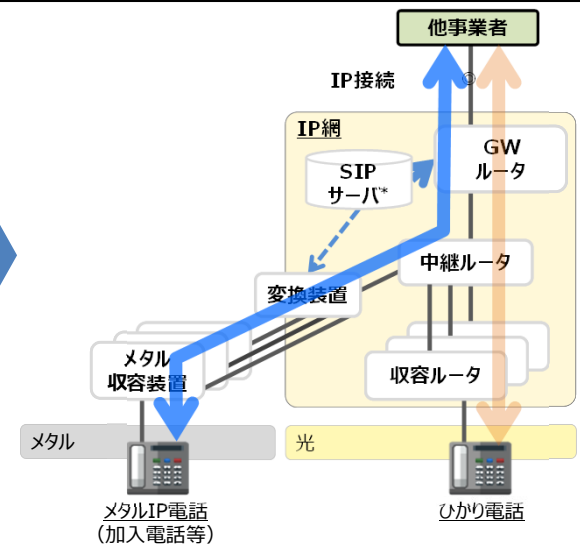 他事業者
IP接続
IP網
GW
ルータ
SIP
サーバ*
中継ルータ
変換装置
メタル
収容装置
収容ルータ
メタル
光
メタルIP電話
(加入電話等)
ひかり電話